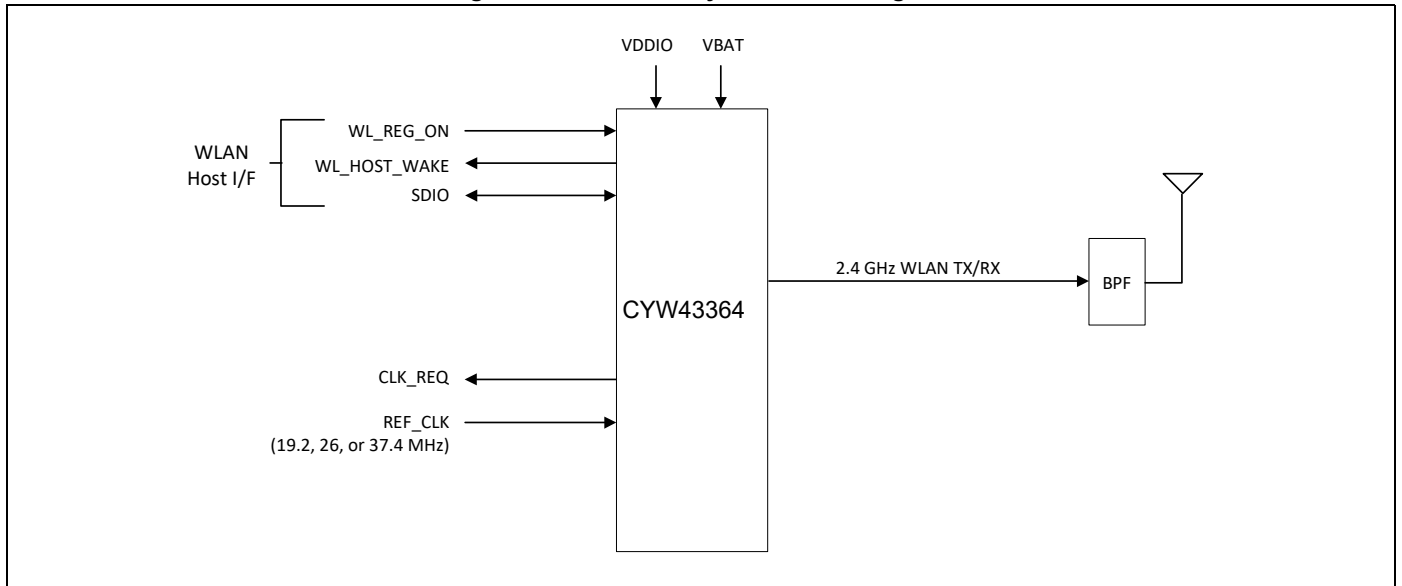 VDDIO VBAT
WL_REG_ON
WLAN
Host I/F
WL_HOST_WAKE
SDIO
2.4 GHz WLAN TX/RX
BPF
CYW43364
CLK_REQ
REF_CLK
(19.2, 26, or 37.4 MHz)